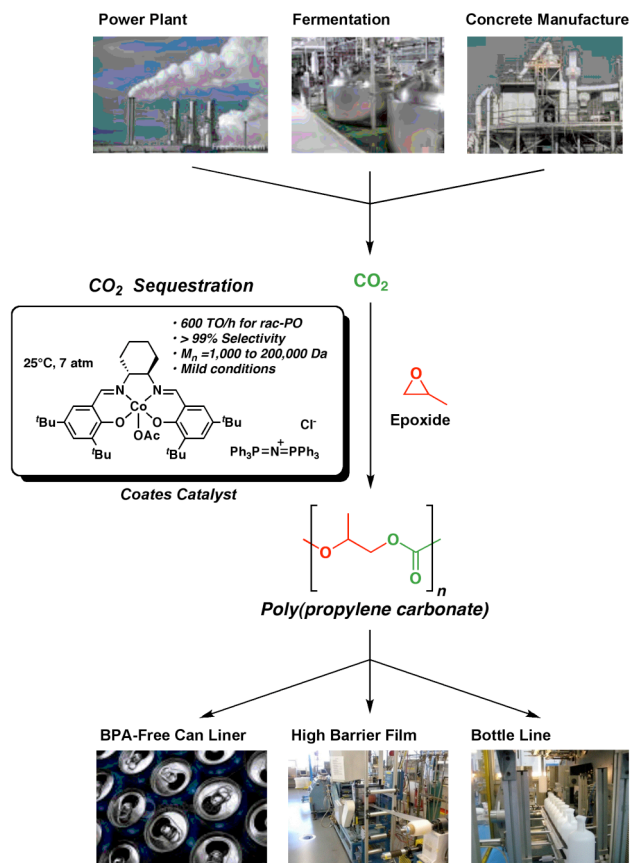 Power Plant
Fermentation
Concrete Manufacture
CO2
CO2 Sequestration
· 600 TO/h for rac-PO
· > 99% Selectivity
· Mn =1,000 to 200,000 Da
· Mild conditions
25°C, 7 atm
N
N
Co
O
O
OAc
tBu
tBu
tBu
tBu
Cl-
Ph3P=N=PPh3
+
Coates Catalyst
O
Epoxide
O
O
O
n
Poly(propylene carbonate)
BPA-Free Can Liner
High Barrier Film
Bottle Line